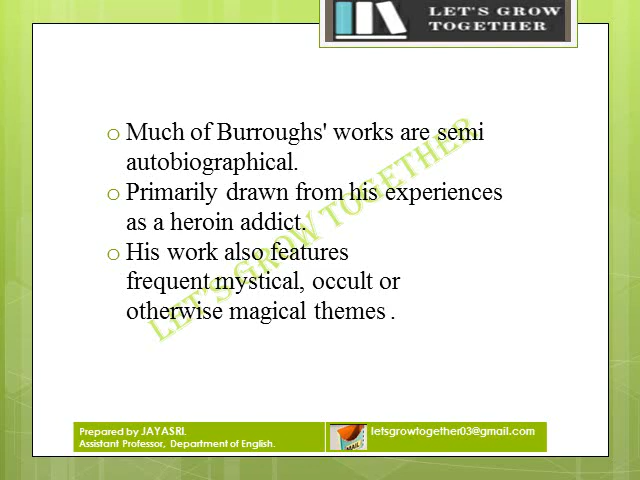 LET'S GROW
TOGETHER
o Much of Burroughs' works are semi
autobiographical.
o Primarily drawn from his experiences
as a heroin addict.
o His work also features
frequent mystical, occult or
otherwise magical themes .
LET'S GROW TOGETHER
Prepared by JAYASRI.
Assistant Professor, Department of English.
MAIL
letsgrowtogether03@gmail.com